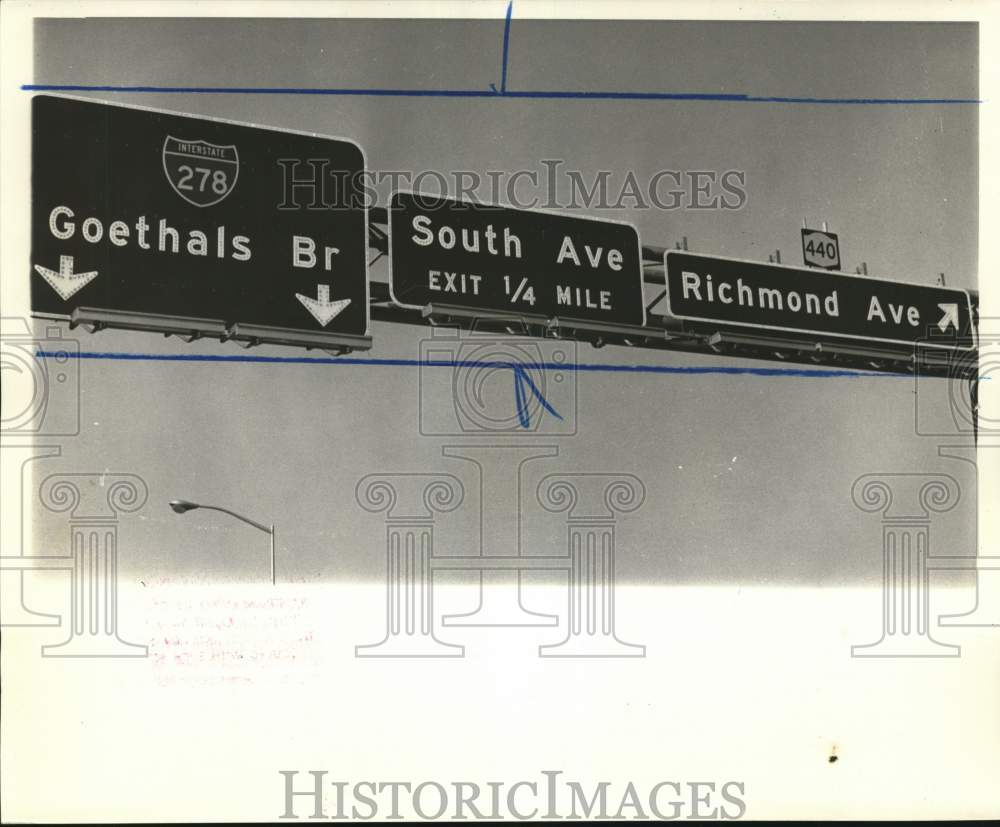 INTERSTATE
278
Goethals Br
South Ave
EXIT 1/4 MILE
440
Richmond Ave
HISTORICIMAGES
HISTORICIMAGES